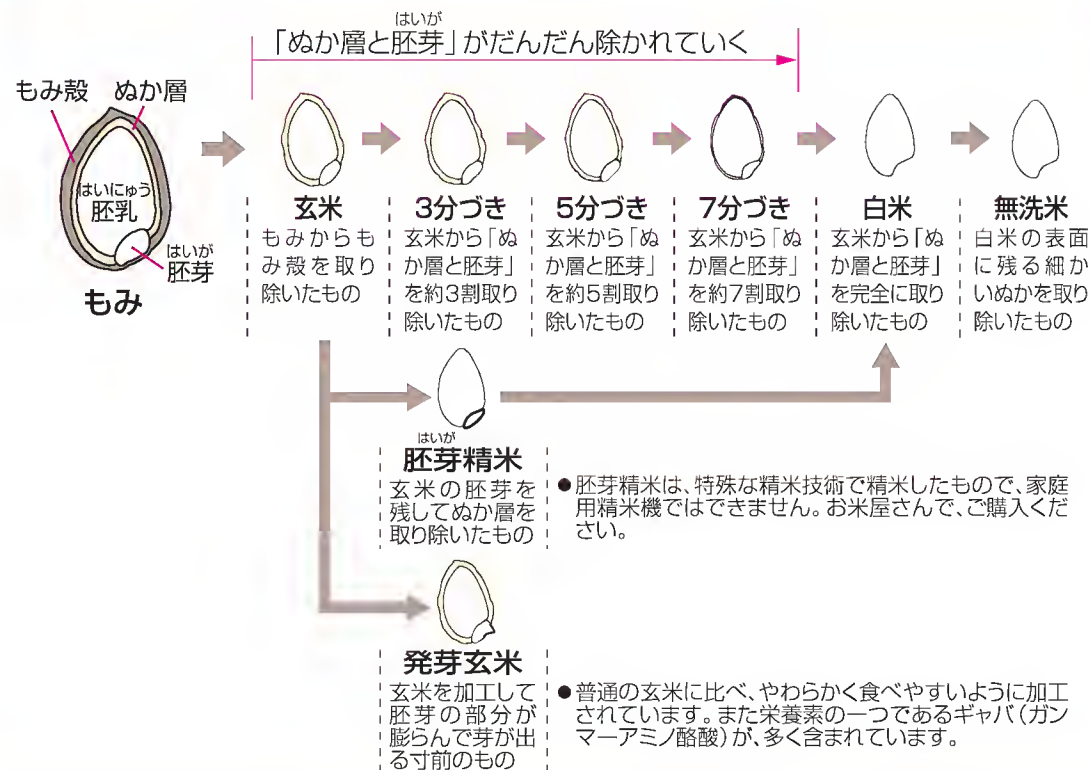 はいが
「ぬか層と胚芽」がだんだん除かれていく
もみ殻 ぬか層
はいにゅう
胚乳
はいが
胚芽
もみ
玄米
もみからも
み殻を取り
除いたもの
3分づき
玄米から「ぬ
か層と胚芽」
を約3割取り
除いたもの
5分づき
玄米から「ぬ
か層と胚芽」
を約5割取り
除いたもの
7分づき
玄米から「ぬ
か層と胚芽」
を約7割取り
除いたもの
白米
玄米から「ぬ
か層と胚芽」
を完全に取り
除いたもの
無洗米
白米の表面
に残る細か
いぬかを取り
除いたもの
はいが
胚芽精米
玄米の胚芽を
残してぬか層を
取り除いたもの
●胚芽精米は、特殊な精米技術で精米したもので、家庭
用精米機ではできません。お米屋さんで、ご購入くだ
さい。
発芽玄米
玄米を加工して
胚芽の部分が
膨らんで芽が出
る寸前のもの
●普通の玄米に比べ、やわらかく食べやすいように加工
されています。また栄養素の一つであるギャバ(ガン
マーアミノ酪酸)が、多く含まれています。